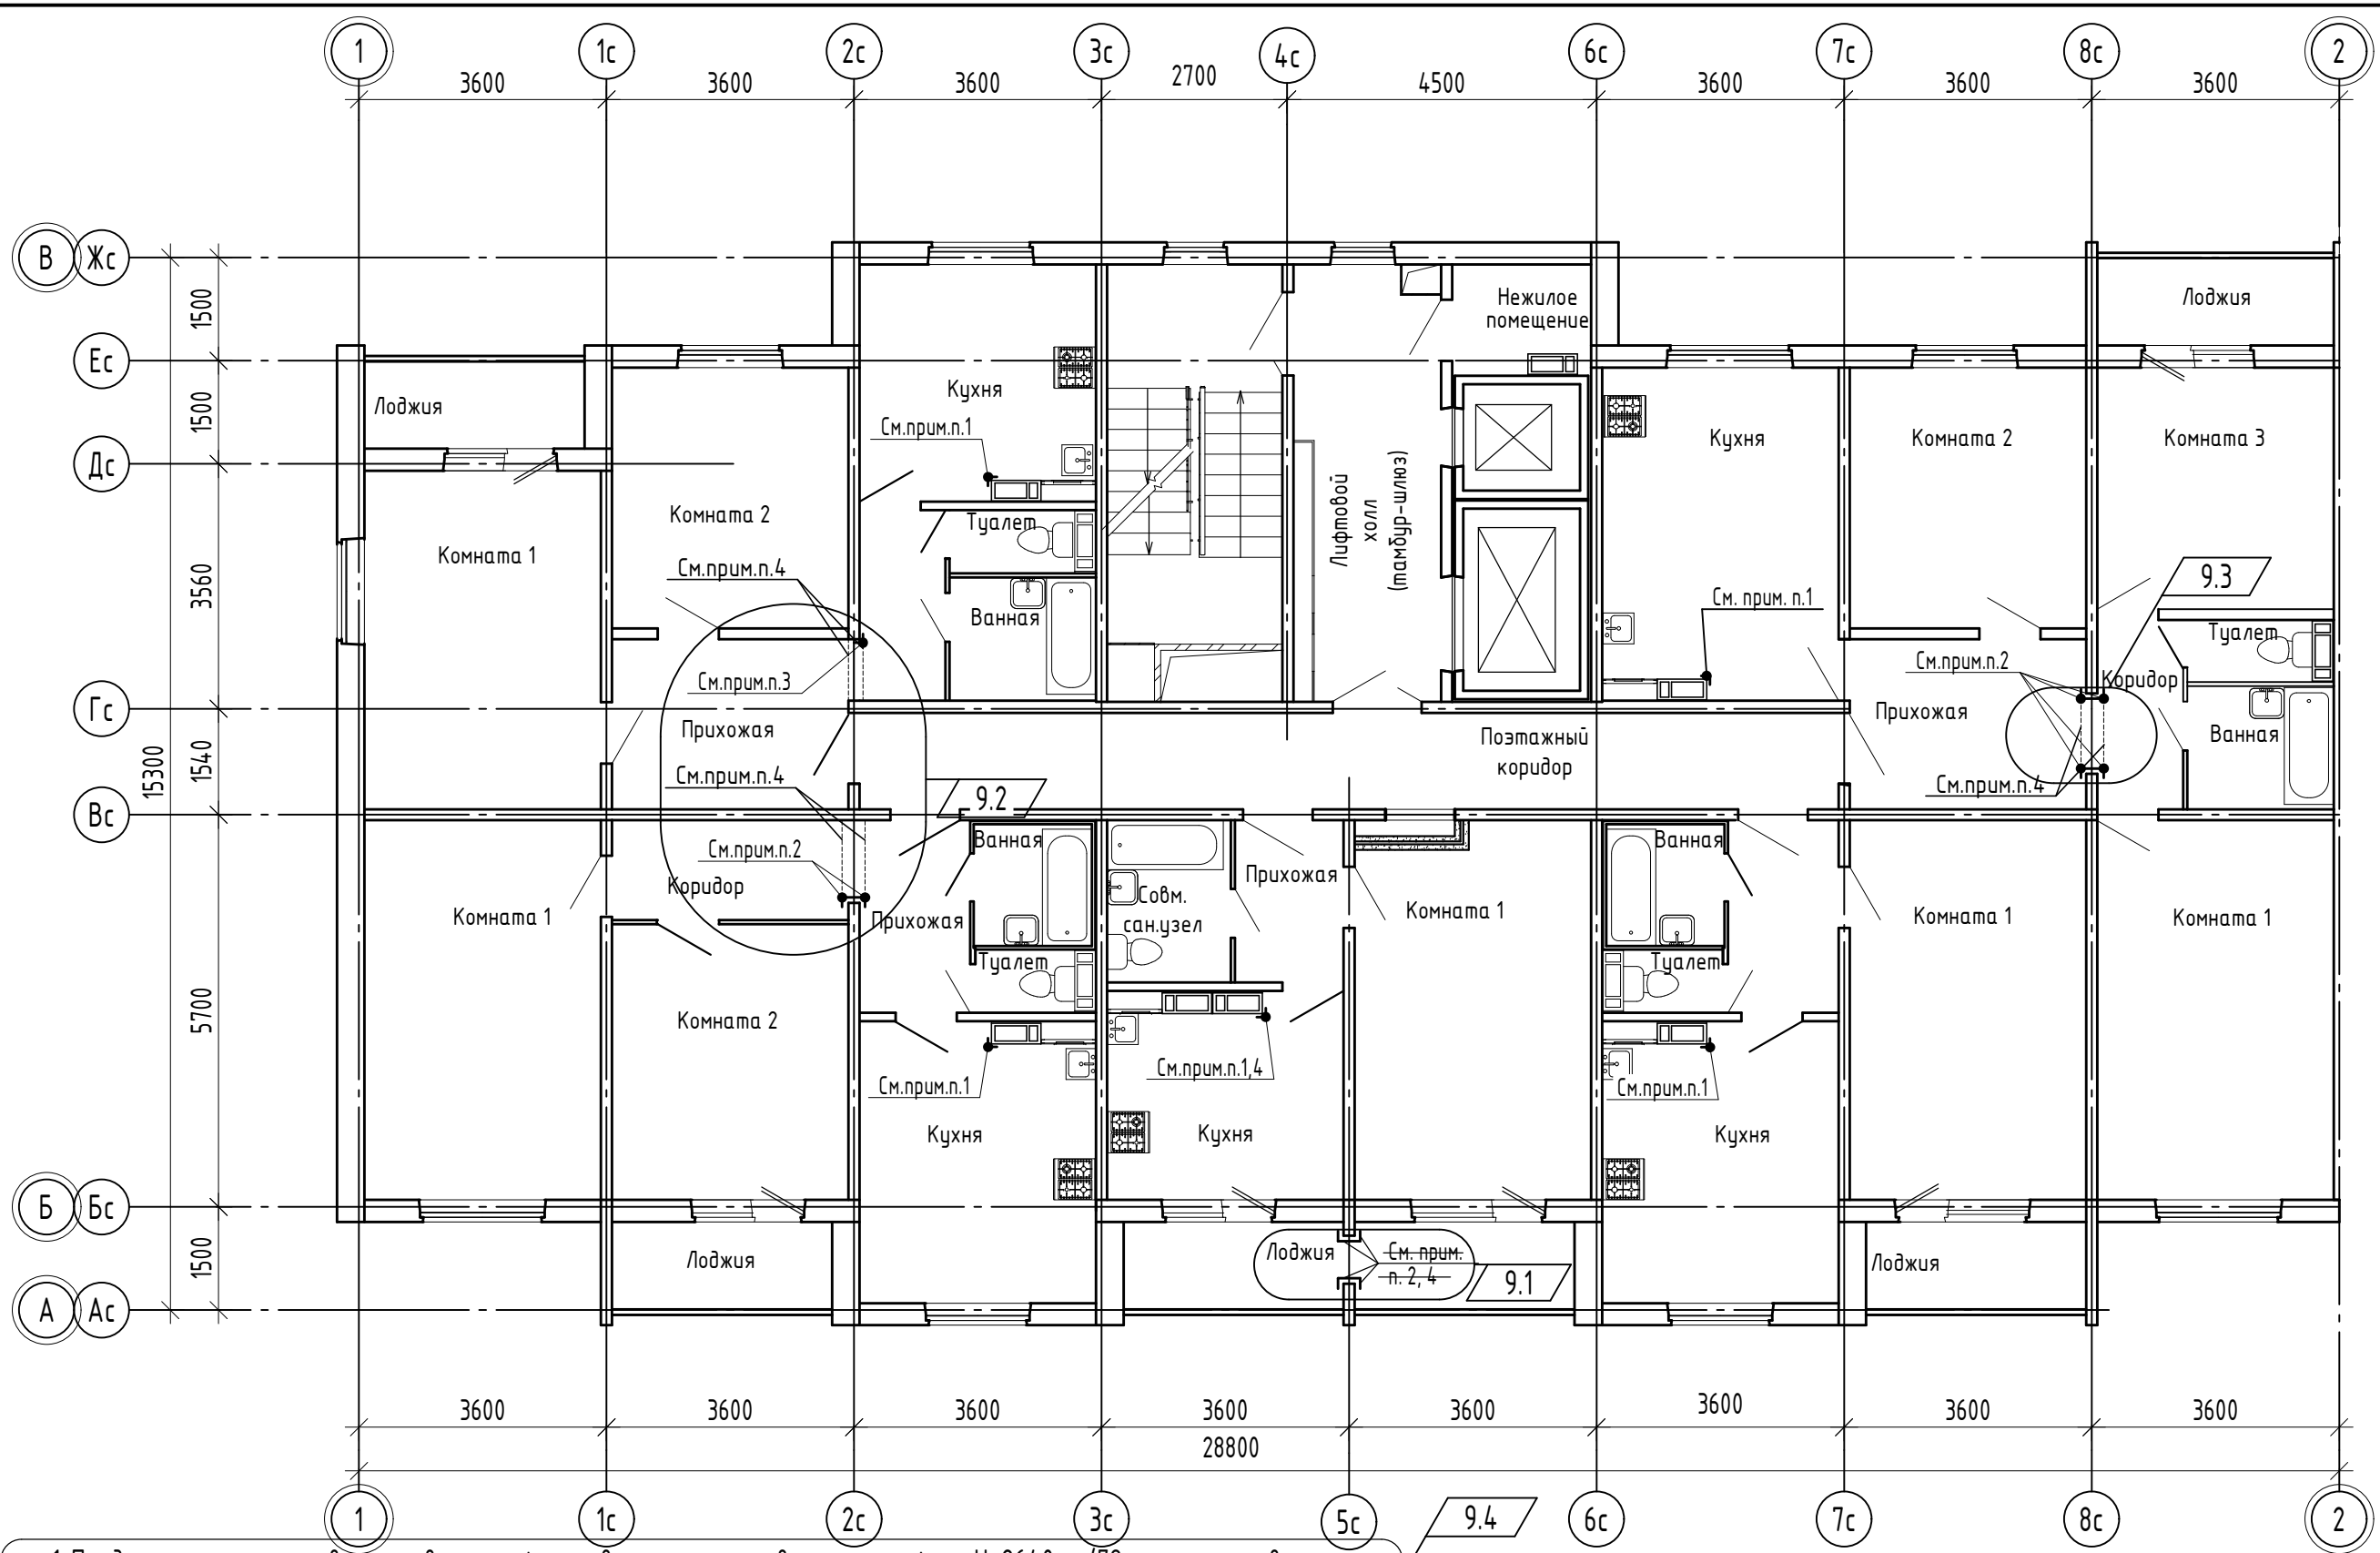 1 1с 2с 3с 4с 6с 7с 8с 2
3600 3600 3600 2700 4500 3600 3600 3600
В Жс
Ес
Дс
Гс
Вс
Б Бс
А Ас
1500
1500
3560
1540
5700
1500
15300
Нежилое
помещение
Лоджия
Лоджия
Кухня
См.прим.п.1
Кухня
Комната 2
Комната 3
Комната 2
Туалет
Комната 1
См.прим.п.4
Ванная
Лифтовой
холл
(тамбур-шлюз)
9.3
См. прим. п.1
Туалет
См.прим.п.2
Коридор
См.прим.п.3
Прихожая
Прихожая
Поэтажный
коридор
Ванная
См.прим.п.4
См.прим.п.4
9.2
Ванная
Ванная
См.прим.п.2
Коридор
Прихожая
Прихожая
Совм.
сан.узел
Комната 1
Комната 1
Комната 1
Комната 1
Туалет
Туалет
Комната 2
См.прим.п.1
См.прим.п.1,4
См.прим.п.1
Кухня
Кухня
Кухня
Лоджия
Лоджия
См. прим.
п. 2, 4
9.1
Лоджия
3600 3600 3600 3600 3600 3600 3600 3600
28800
1 1с 2с 3с 5с 6с 7с 8с 2
9.4